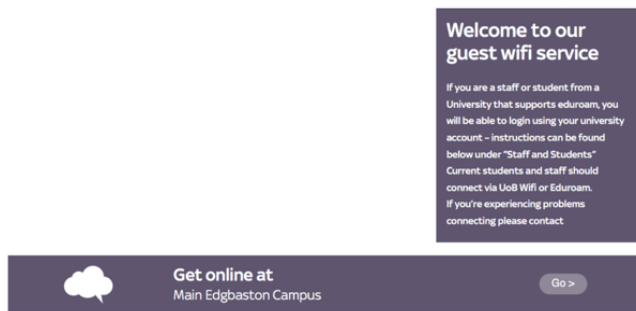 Welcome to our
guest wifi service
If you are a staff or student from a
University that supports eduroam, you
will be able to login using your university
account – instructions can be found
below under "Staff and Students"
Current students and staff should
connect via UoB Wifi or Eduroam.
If you're experiencing problems
connecting please contact
Get online at
Main Edgbaston Campus
Go >